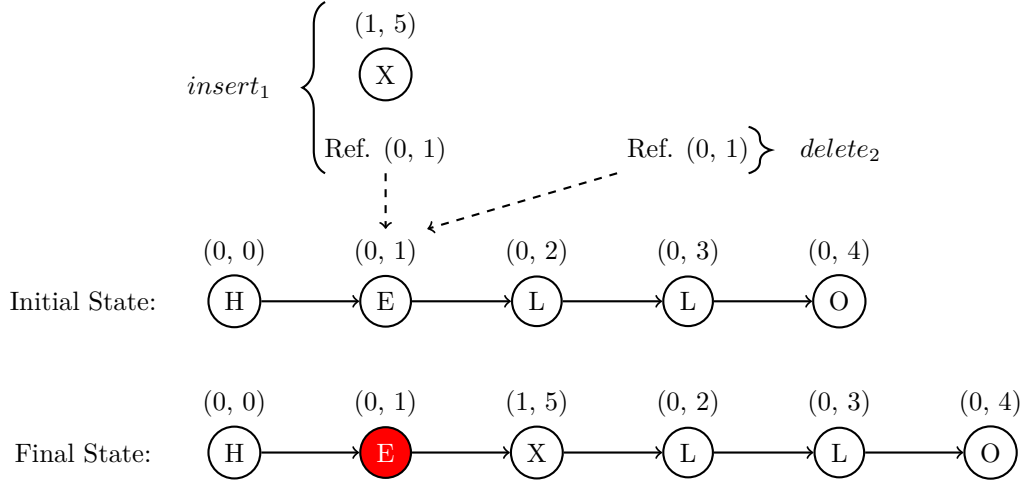 (1, 5)
X
insert₁
Ref. (0, 1)
Ref. (0, 1)
delete₂
(0, 0) (0, 1) (0, 2) (0, 3) (0, 4)
Initial State: H E L L O
(0, 0) (0, 1) (1, 5) (0, 2) (0, 3) (0, 4)
Final State: H E X L L O